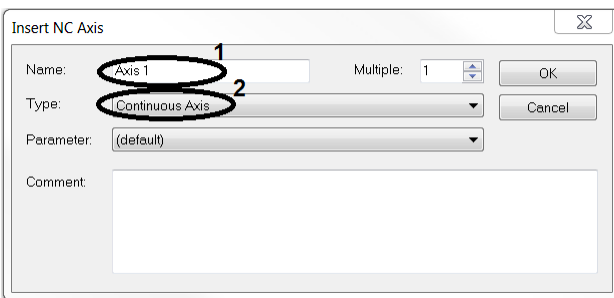 Insert NC Axis
1
Name: Axis 1 Multiple: 1 OK
2
Type: Continuous Axis Cancel
Parameter: (default)
Comment: